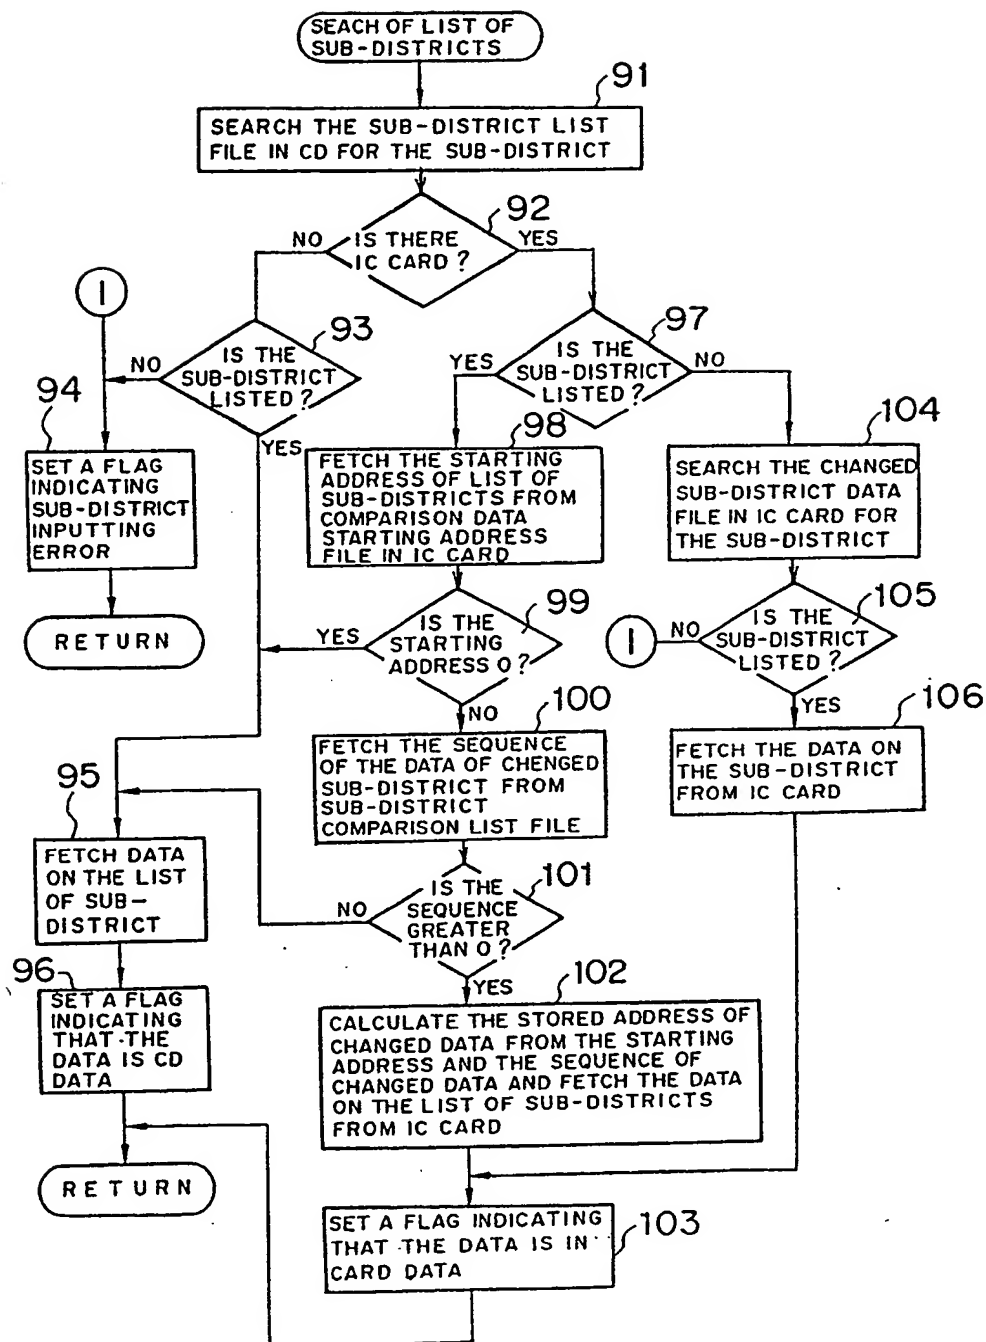 SEACH OF LIST OF
SUB-DISTRICTS
91
SEARCH THE SUB-DISTRICT LIST
FILE IN CD FOR THE SUB-DISTRICT
92
IS THERE
IC CARD?
NO
YES
1
93
IS THE
SUB-DISTRICT
LISTED?
NO
YES
97
IS THE
SUB-DISTRICT
LISTED?
YES
NO
94
SET A FLAG
INDICATING
SUB-DISTRICT
INPUTTING
ERROR
RETURN
98
FETCH THE STARTING
ADDRESS OF LIST OF
SUB-DISTRICTS FROM
COMPARISON DATA
STARTING ADDRESS
FILE IN IC CARD
104
SEARCH THE CHANGED
SUB-DISTRICT DATA
FILE IN IC CARD FOR
THE SUB-DISTRICT
99
IS THE
STARTING
ADDRESS 0?
YES
NO
105
IS THE
SUB-DISTRICT
LISTED?
1
NO
YES
100
FETCH THE SEQUENCE
OF THE DATA OF CHENGED
SUB-DISTRICT FROM
SUB-DISTRICT
COMPARISON LIST FILE
106
FETCH THE DATA ON
THE SUB-DISTRICT
FROM IC CARD
95
FETCH DATA
ON THE LIST
OF SUB-
DISTRICT
101
IS THE
SEQUENCE
GREATER
THAN 0?
NO
YES
96
SET A FLAG
INDICATING
THAT THE
DATA IS CD
DATA
RETURN
102
CALCULATE THE STORED ADDRESS OF
CHANGED DATA FROM THE STARTING
ADDRESS AND THE SEQUENCE OF
CHANGED DATA AND FETCH THE DATA
ON THE LIST OF SUB-DISTRICTS
FROM IC CARD
103
SET A FLAG INDICATING
THAT THE DATA IS IN
CARD DATA